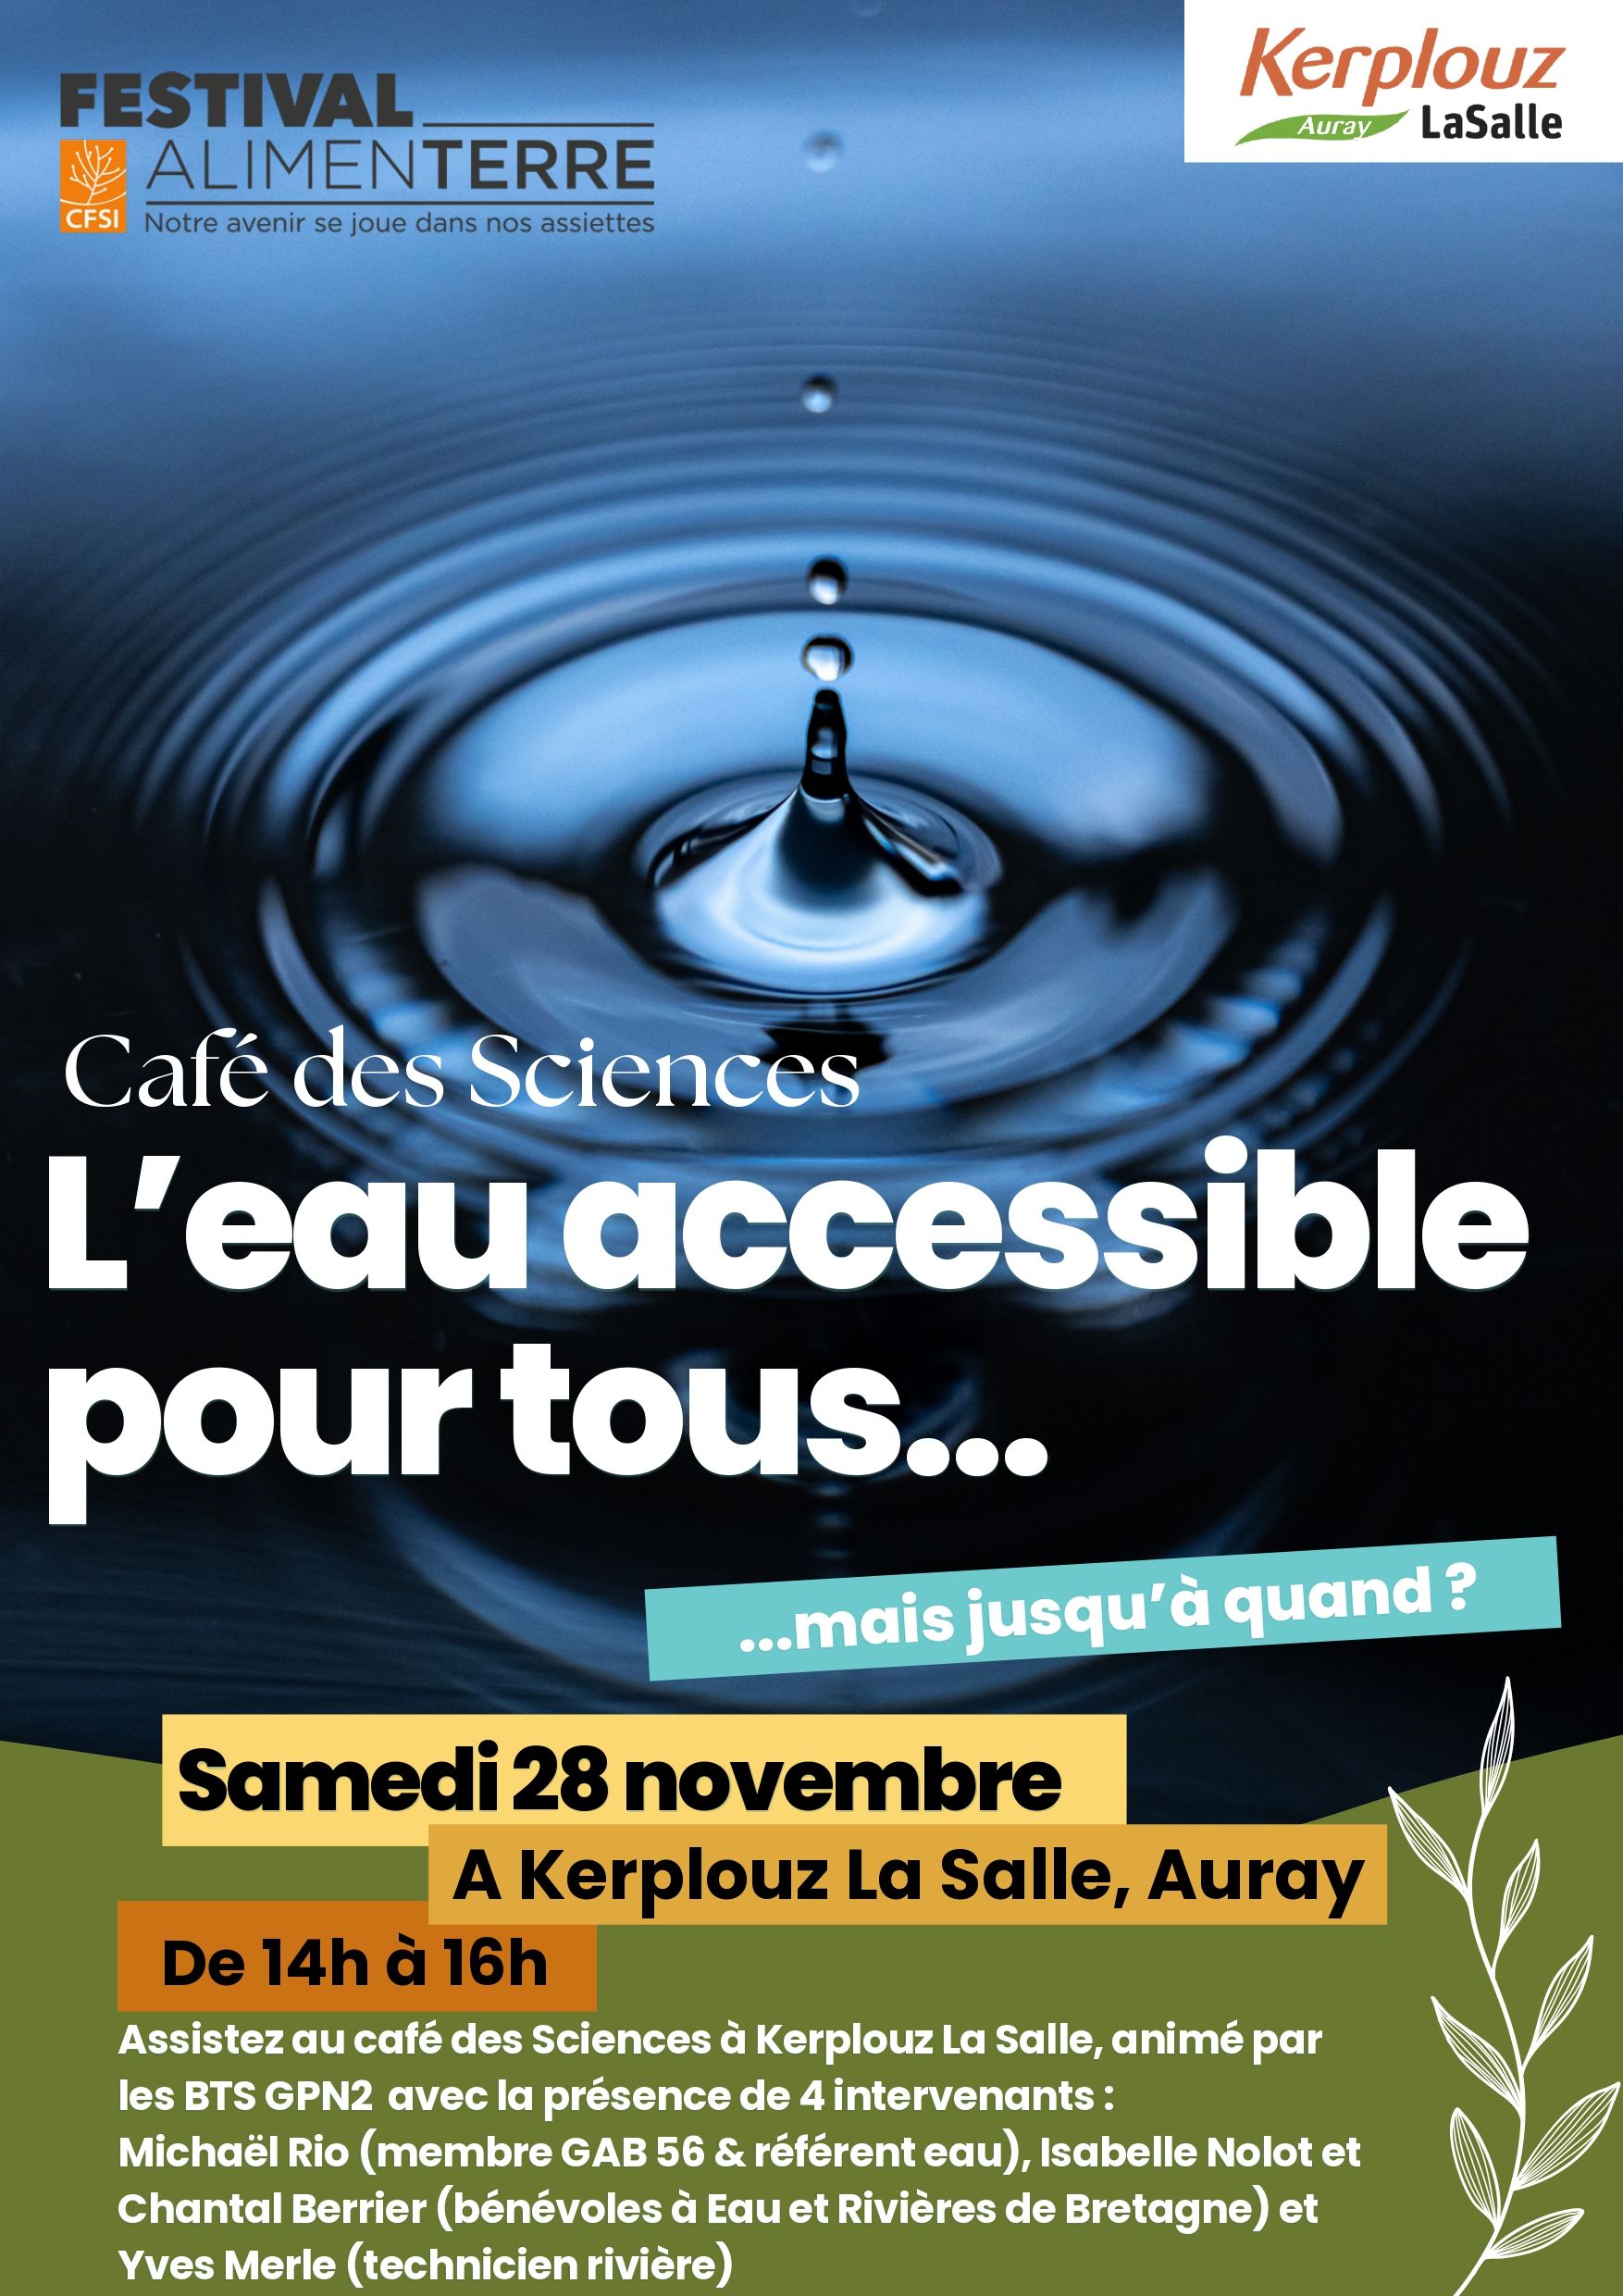 FESTIVAL
ALIMENTERRE
CFSI
Notre avenir se joue dans nos assiettes
Kerplouz
Auray LaSalle
Café des Sciences
L’eau accessible
pour tous...
...mais jusqu’à quand ?
Samedi 28 novembre
A Kerplouz La Salle, Auray
De 14h à 16h
Assistez au café des Sciences à Kerplouz La Salle, animé par
les BTS GPN2 avec la présence de 4 intervenants :
Michaël Rio (membre GAB 56 & référent eau), Isabelle Nolot et
Chantal Berrier (bénévoles à Eau et Rivières de Bretagne) et
Yves Merle (technicien rivière)